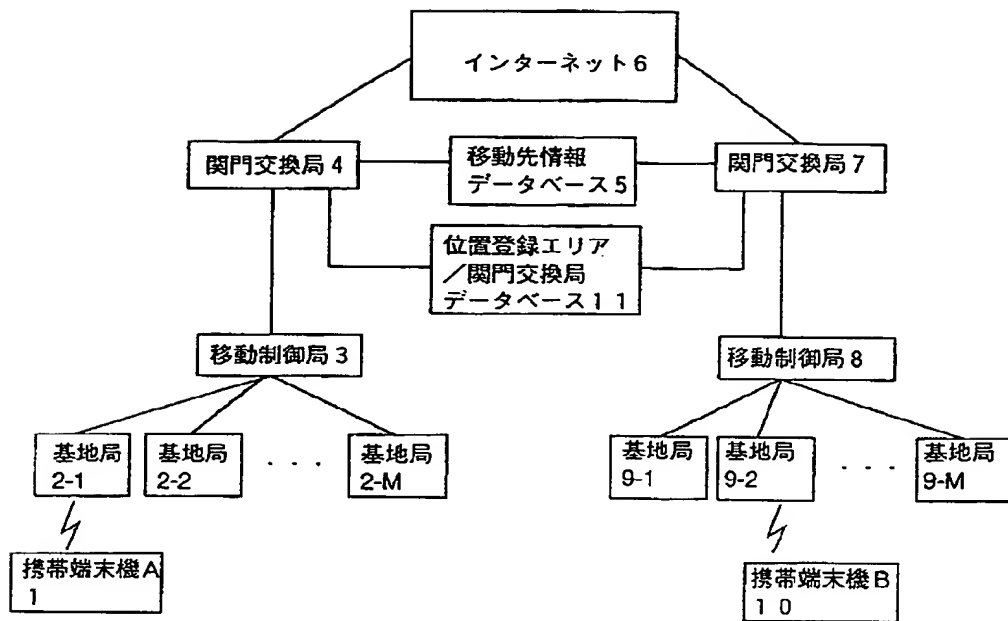 インターネット6
関門交換局4
移動先情報
データベース5
関門交換局7
位置登録エリア
/関門交換局
データベース11
移動制御局3
移動制御局8
基地局
2-1
基地局
2-2
・・・
基地局
2-M
基地局
9-1
基地局
9-2
・・・・
基地局
9-M
携帯端末機A
1
携帯端末機B
10